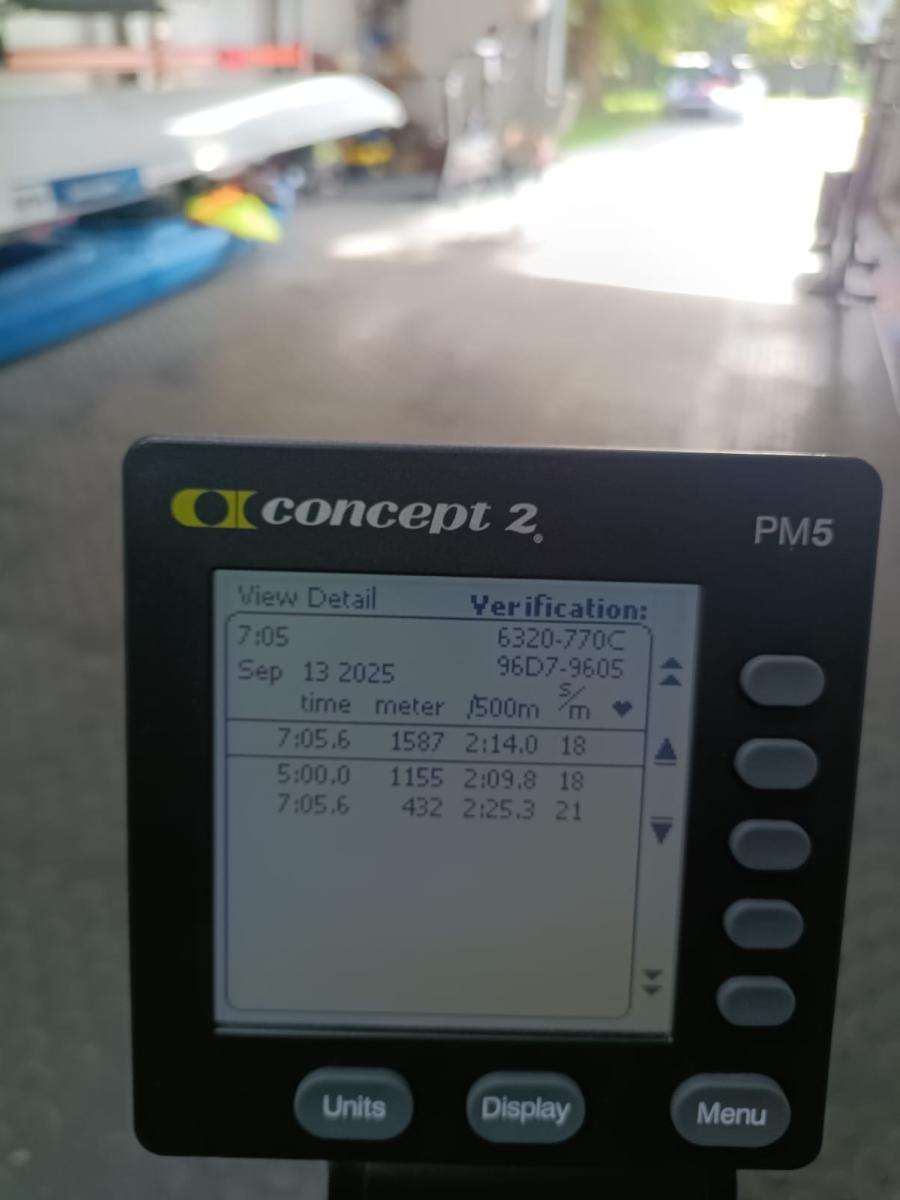 concept 2
PM5
View Detail Verification:
7:05 6320-770C
Sep 13 2025 96D7-9605
time meter /500m s/m ♥
7:05.6 1587 2:14.0 18
5:00.0 1155 2:09.8 18
7:05.6 432 2:25.3 21
Units Display Menu